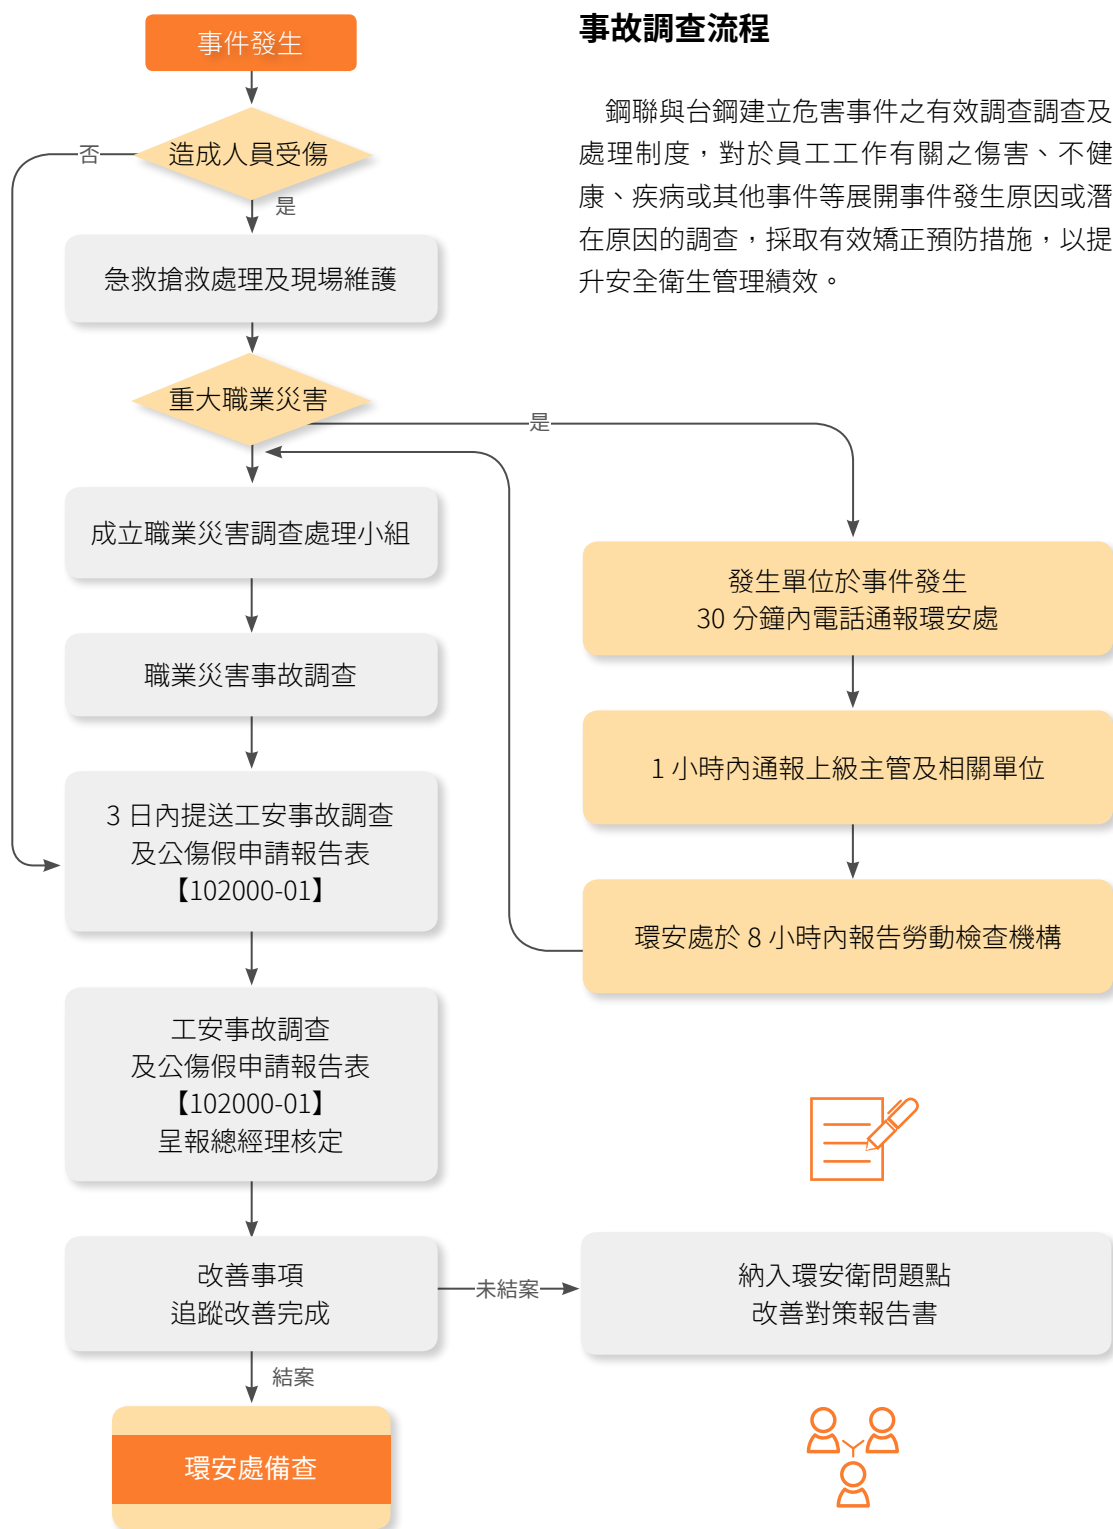 事故調查流程
鋼聯與台鋼建立危害事件之有效調查調查及
處理制度，對於員工工作有關之傷害、不健
康、疾病或其他事件等展開事件發生原因或潛
在原因的調查，採取有效矯正預防措施，以提
升安全衛生管理績效。
事件發生
造成人員受傷
否
是
急救搶救處理及現場維護
重大職業災害
是
成立職業災害調查處理小組
職業災害事故調查
3 日內提送工安事故調查
及公傷假申請報告表
【102000-01】
工安事故調查
及公傷假申請報告表
【102000-01】
呈報總經理核定
改善事項
追蹤改善完成
未結案
結案
環安處備查
發生單位於事件發生
30 分鐘內電話通報環安處
1 小時內通報上級主管及相關單位
環安處於 8 小時內報告勞動檢查機構
納入環安衛問題點
改善對策報告書